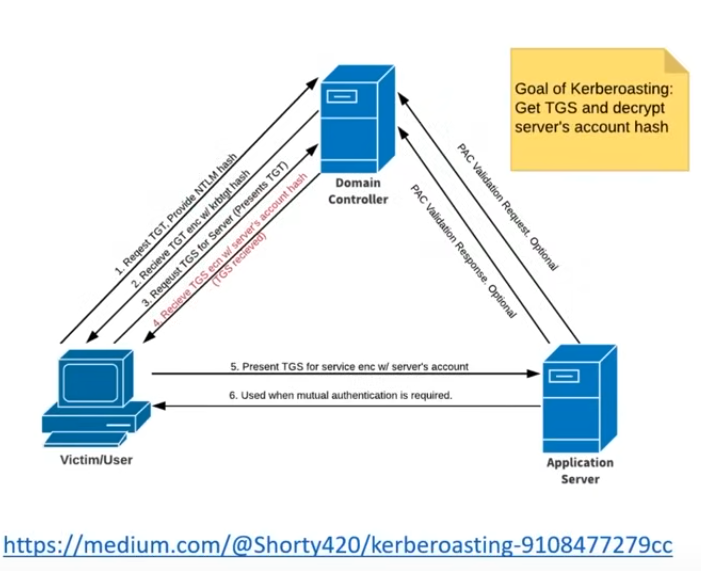 Goal of Kerberoasting:
Get TGS and decrypt
server's account hash
Domain
Controller
1. Reqest TGT, Provide NTLM hash
2. Recieve TGT enc w/ krbtgt hash
3. Reqeust TGS for Server (Presents TGT)
4. Recieve TGS ecn w/ server's account hash
(TGS recieved)
PAC Validation Request. Optional
PAC Validation Response. Optional
5. Present TGS for service enc w/ server's account
6. Used when mutual authentication is required.
Victim/User
Application
Server
https://medium.com/@Shorty420/kerberoasting-9108477279cc